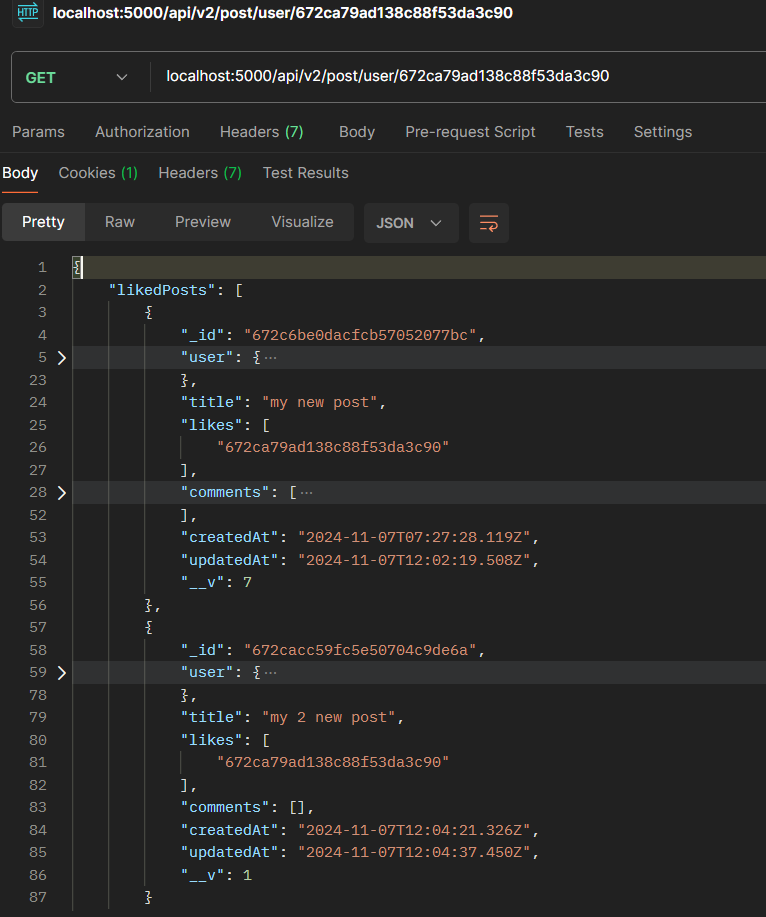 HTTP localhost:5000/api/v2/post/user/672ca79ad138c88f53da3c90
GET localhost:5000/api/v2/post/user/672ca79ad138c88f53da3c90
Params Authorization Headers (7) Body Pre-request Script Tests Settings
Body Cookies (1) Headers (7) Test Results
Pretty Raw Preview Visualize JSON
1 {
2 "likedPosts": [
3 {
4 "_id": "672c6be0dacfcb57052077bc",
5 "user": {···
23 },
24 "title": "my new post",
25 "likes": [
26 "672ca79ad138c88f53da3c90"
27 ],
28 "comments": [···
52 ],
53 "createdAt": "2024-11-07T07:27:28.119Z",
54 "updatedAt": "2024-11-07T12:02:19.508Z",
55 "__v": 7
56 },
57 {
58 "_id": "672cacc59fc5e50704c9de6a",
59 "user": {···
78 },
79 "title": "my 2 new post",
80 "likes": [
81 "672ca79ad138c88f53da3c90"
82 ],
83 "comments": [],
84 "createdAt": "2024-11-07T12:04:21.326Z",
85 "updatedAt": "2024-11-07T12:04:37.450Z",
86 "__v": 1
87 }